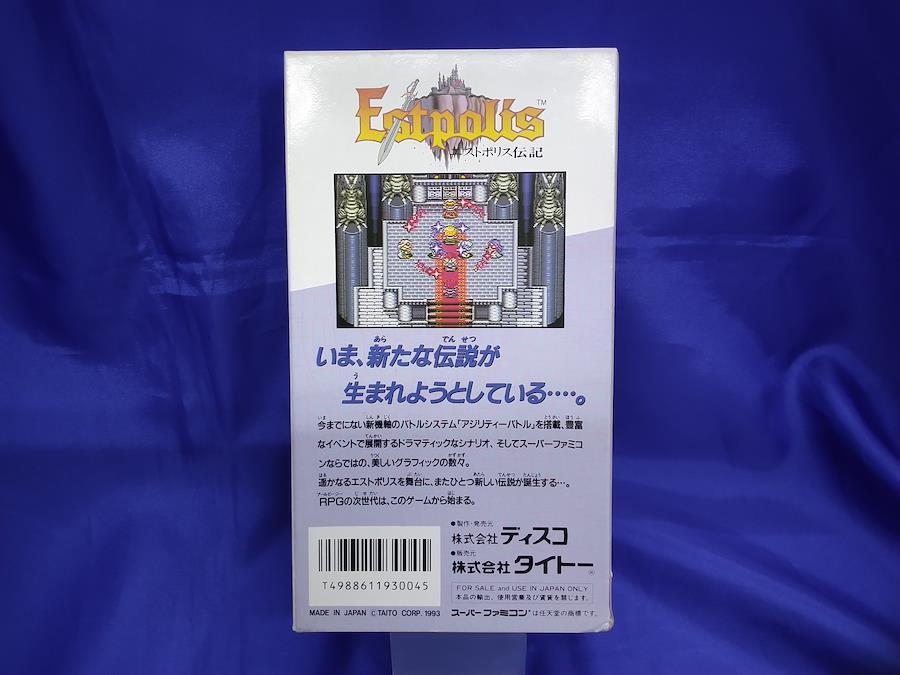 Estpolis™
エストポリス伝記
いま、新たな伝説が
生まれようとしている‥‥。
今までにない新機軸のバトルシステム「アジリティーバトル」を搭載、豊富
なイベントで展開するドラマティックなシナリオ、そしてスーパーファミコ
ンならではの、美しいグラフィックの数々。
遥かなるエストポリスを舞台に、またひとつ新しい伝説が誕生する…。
RPGの次世代は、このゲームから始まる。
●製作・発売元
株式会社ディスコ
●販売元
株式会社タイトー®
T4988611930045
FOR SALE and USE IN JAPAN ONLY
本品の輸出、使用営業及び賃貸を禁じます。
MADE IN JAPAN ©TAITO CORP. 1993
スーパーファミコン®は任天堂の商標です。